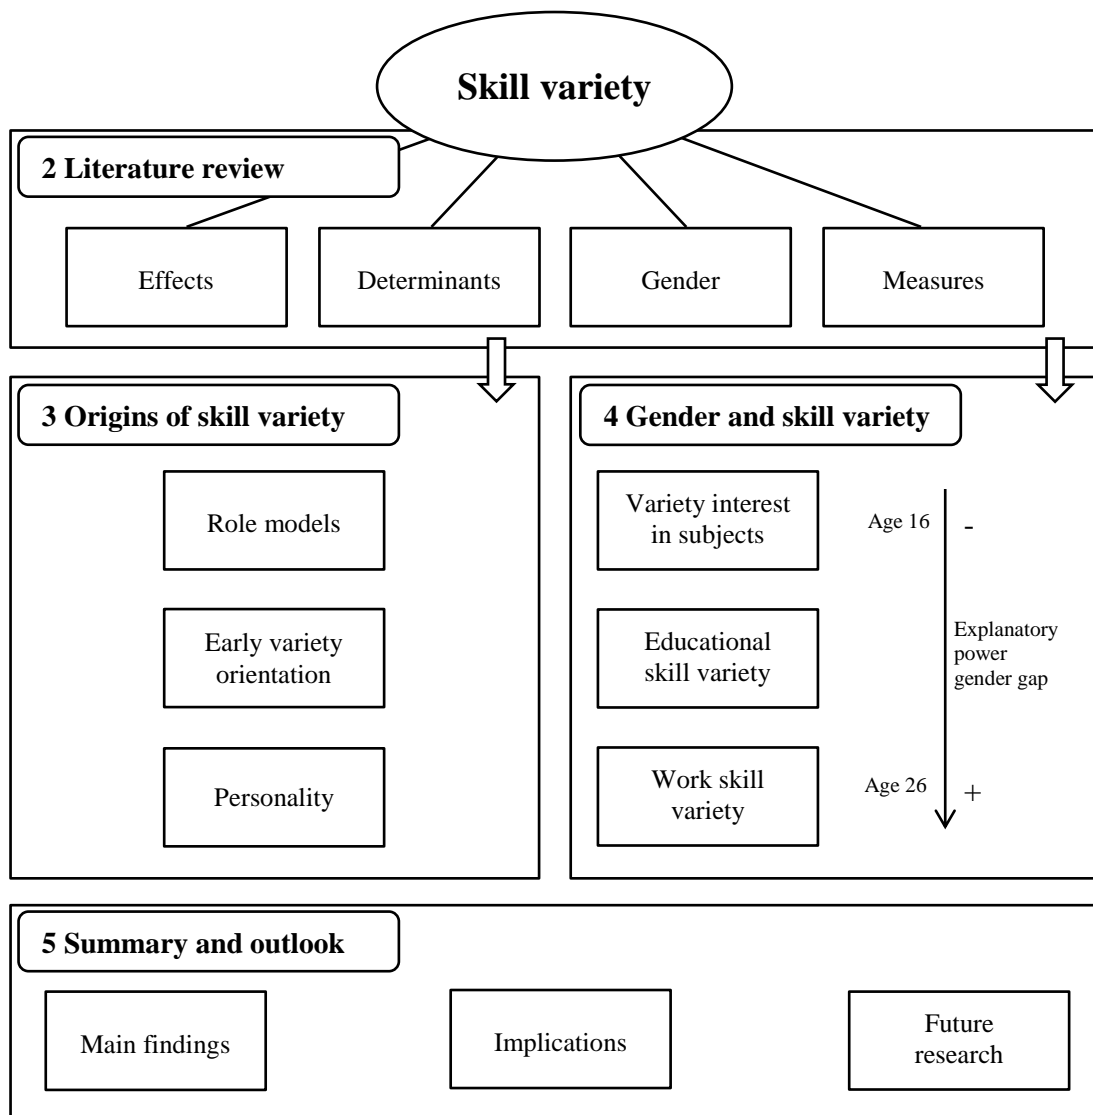 Skill variety
2 Literature review
Effects
Determinants
Gender
Measures
3 Origins of skill variety
Role models
Early variety
orientation
Personality
4 Gender and skill variety
Variety interest
in subjects
Age 16
-
Educational
skill variety
Explanatory
power
gender gap
Work skill
variety
Age 26
+
5 Summary and outlook
Main findings
Implications
Future
research